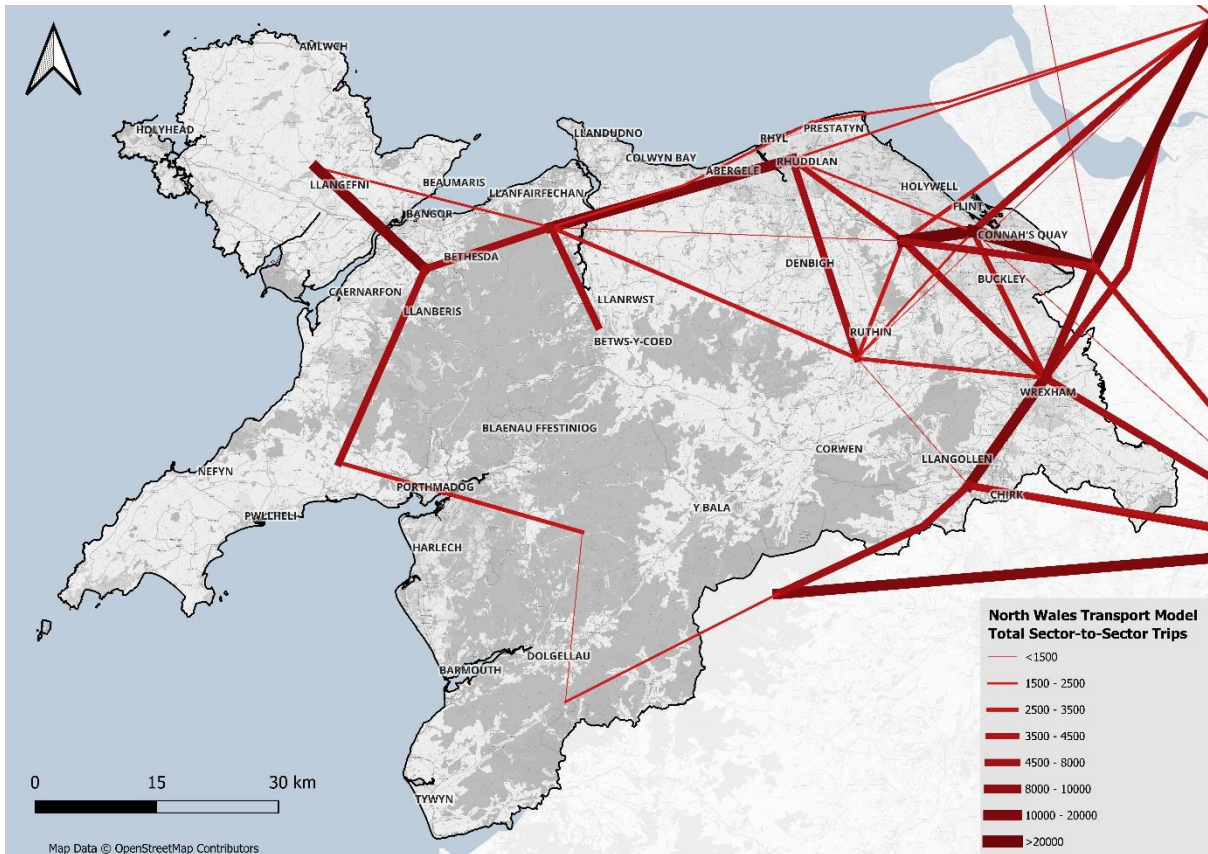 AMLWCH
HOLYHEAD
LLANDUDNO
PRESTATYN
RHYL
COLWYN BAY
RHUDDLAN
ABERGELE
LLANGEFNI
BEAUMARIS
LLANFAIRFECHAN
HOLYWELL
FLINT
BANGOR
CONNAH'S QUAY
BETHESDA
DENBIGH
BUCKLEY
CAERNARFON
LLANRWST
LLANBERIS
RUTHIN
BETWS-Y-COED
WREXHAM
BLAENAU FFESTINIOG
CORWEN
LLANGOLLEN
NEFYN
PORTHMADOG
CHIRK
Y BALA
PWLLHELI
HARLECH
DOLGELLAU
BARMOUTH
TYWYN
North Wales Transport Model
Total Sector-to-Sector Trips
<1500
1500 - 2500
2500 - 3500
3500 - 4500
4500 - 8000
8000 - 10000
10000 - 20000
>20000
0 15 30 km
Map Data © OpenStreetMap Contributors